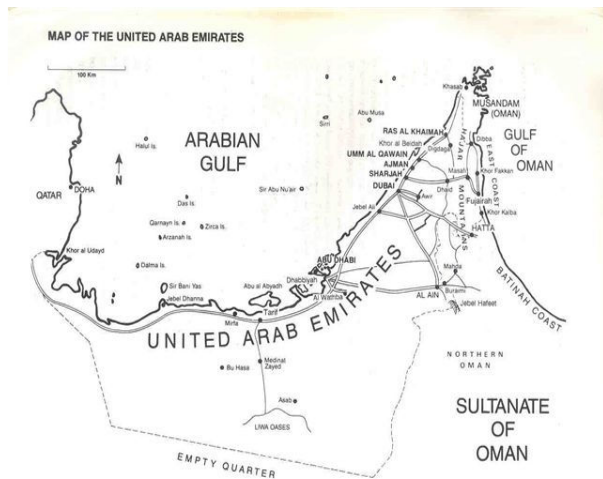 MAP OF THE UNITED ARAB EMIRATES
100 Km
N
ARABIAN
GULF
QATAR
DOHA
Khor al Udayd
Halul Is.
Das Is.
Qarnayn Is.
Zirca Is.
Arzanah Is.
Dalma Is.
Sir Bani Yas
Jebel Dhanna
Sir Abu Nu'air
Sirri
Abu Musa
Khasab
MUSANDAM
(OMAN)
GULF
OF
OMAN
RAS AL KHAIMAH
Khor al Beidah
Digdaga
UMM AL QAWAIN
AJMAN
SHARJAH
DUBAI
Jebel Ali
Awir
Dhaid
Masafi
Dibba
Khor Fakkan
Fujairah
Khor Kalba
HATTA
HAJAR
MOUNTAINS
EAST
COAST
BATINAH COAST
ABU DHABI
Dhabbiyah
Abu al Abyadh
Al Wathba
Tarif
Mirfa
AL AIN
Mahda
Buraimi
Jebel Hafeet
UNITED ARAB EMIRATES
Bu Hasa
Medinat
Zayed
Asab
LIWA OASES
EMPTY QUARTER
NORTHERN
OMAN
SULTANATE
OF
OMAN